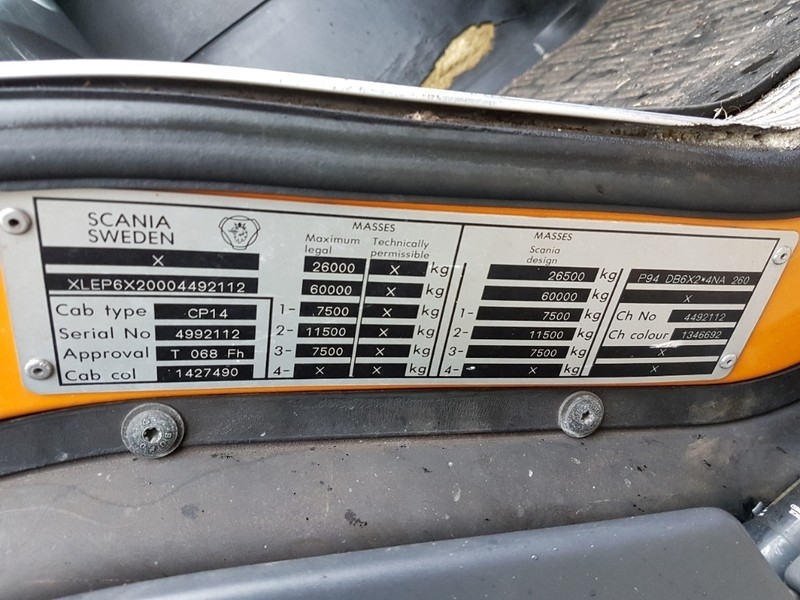 SCANIA
SWEDEN
X
XLEP6X20004492112
Cab type CP14
Serial No 4992112
Approval T 068 Fh
Cab col 1427490
MASSES
Maximum legal Technically permissible
26000 X kg
60000 X kg
1- 7500 X kg
2- 11500 X kg
3- 7500 X kg
4- X X kg
MASSES
Scania design
26500 kg
60000 kg
1- 7500 kg
2- 11500 kg
3- 7500 kg
4- X kg
P94 DB6X2*4NA 260
X
Ch No 4492112
Ch colour 1346692
X
X